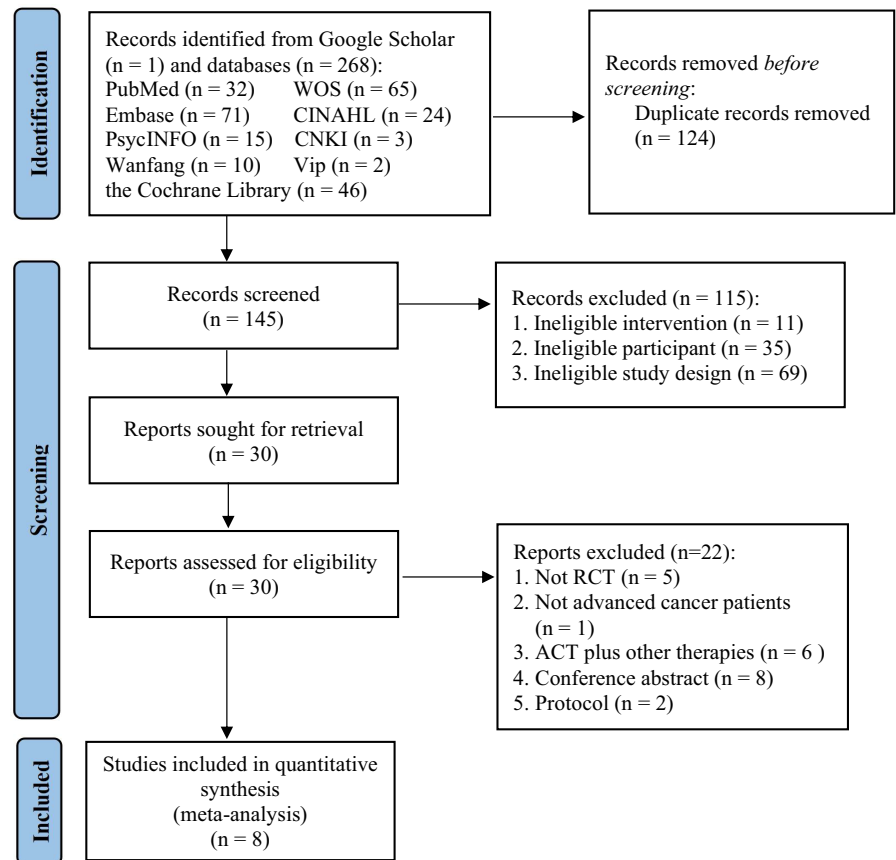 Identification
Records identified from Google Scholar
(n = 1) and databases (n = 268):
PubMed (n = 32) WOS (n = 65)
Embase (n = 71) CINAHL (n = 24)
PsycINFO (n = 15) CNKI (n = 3)
Wanfang (n = 10) Vip (n = 2)
the Cochrane Library (n = 46)
Records removed before
screening:
Duplicate records removed
(n = 124)
Screening
Records screened
(n = 145)
Records excluded (n = 115):
1. Ineligible intervention (n = 11)
2. Ineligible participant (n = 35)
3. Ineligible study design (n = 69)
Reports sought for retrieval
(n = 30)
Reports assessed for eligibility
(n = 30)
Reports excluded (n=22):
1. Not RCT (n = 5)
2. Not advanced cancer patients
(n = 1)
3. ACT plus other therapies (n = 6 )
4. Conference abstract (n = 8)
5. Protocol (n = 2)
Included
Studies included in quantitative
synthesis
(meta-analysis)
(n = 8)